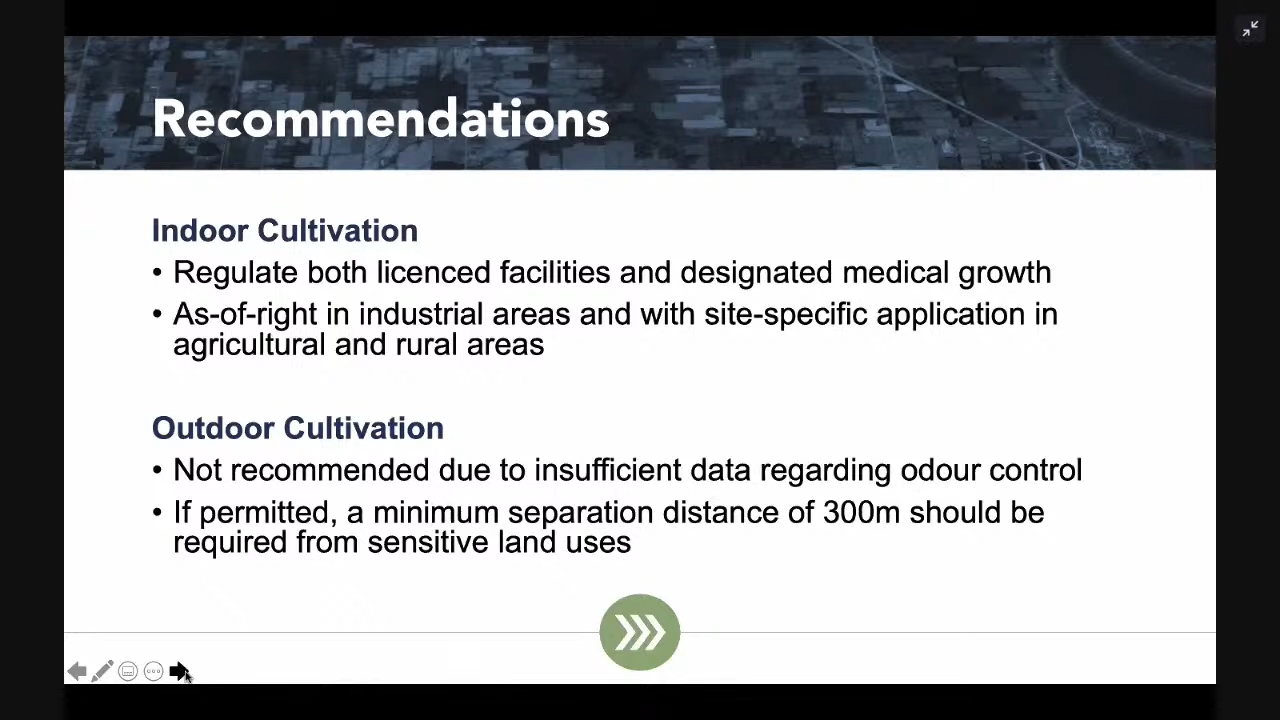 Recommendations
Indoor Cultivation
• Regulate both licenced facilities and designated medical growth
• As-of-right in industrial areas and with site-specific application in
agricultural and rural areas
Outdoor Cultivation
• Not recommended due to insufficient data regarding odour control
• If permitted, a minimum separation distance of 300m should be
required from sensitive land uses